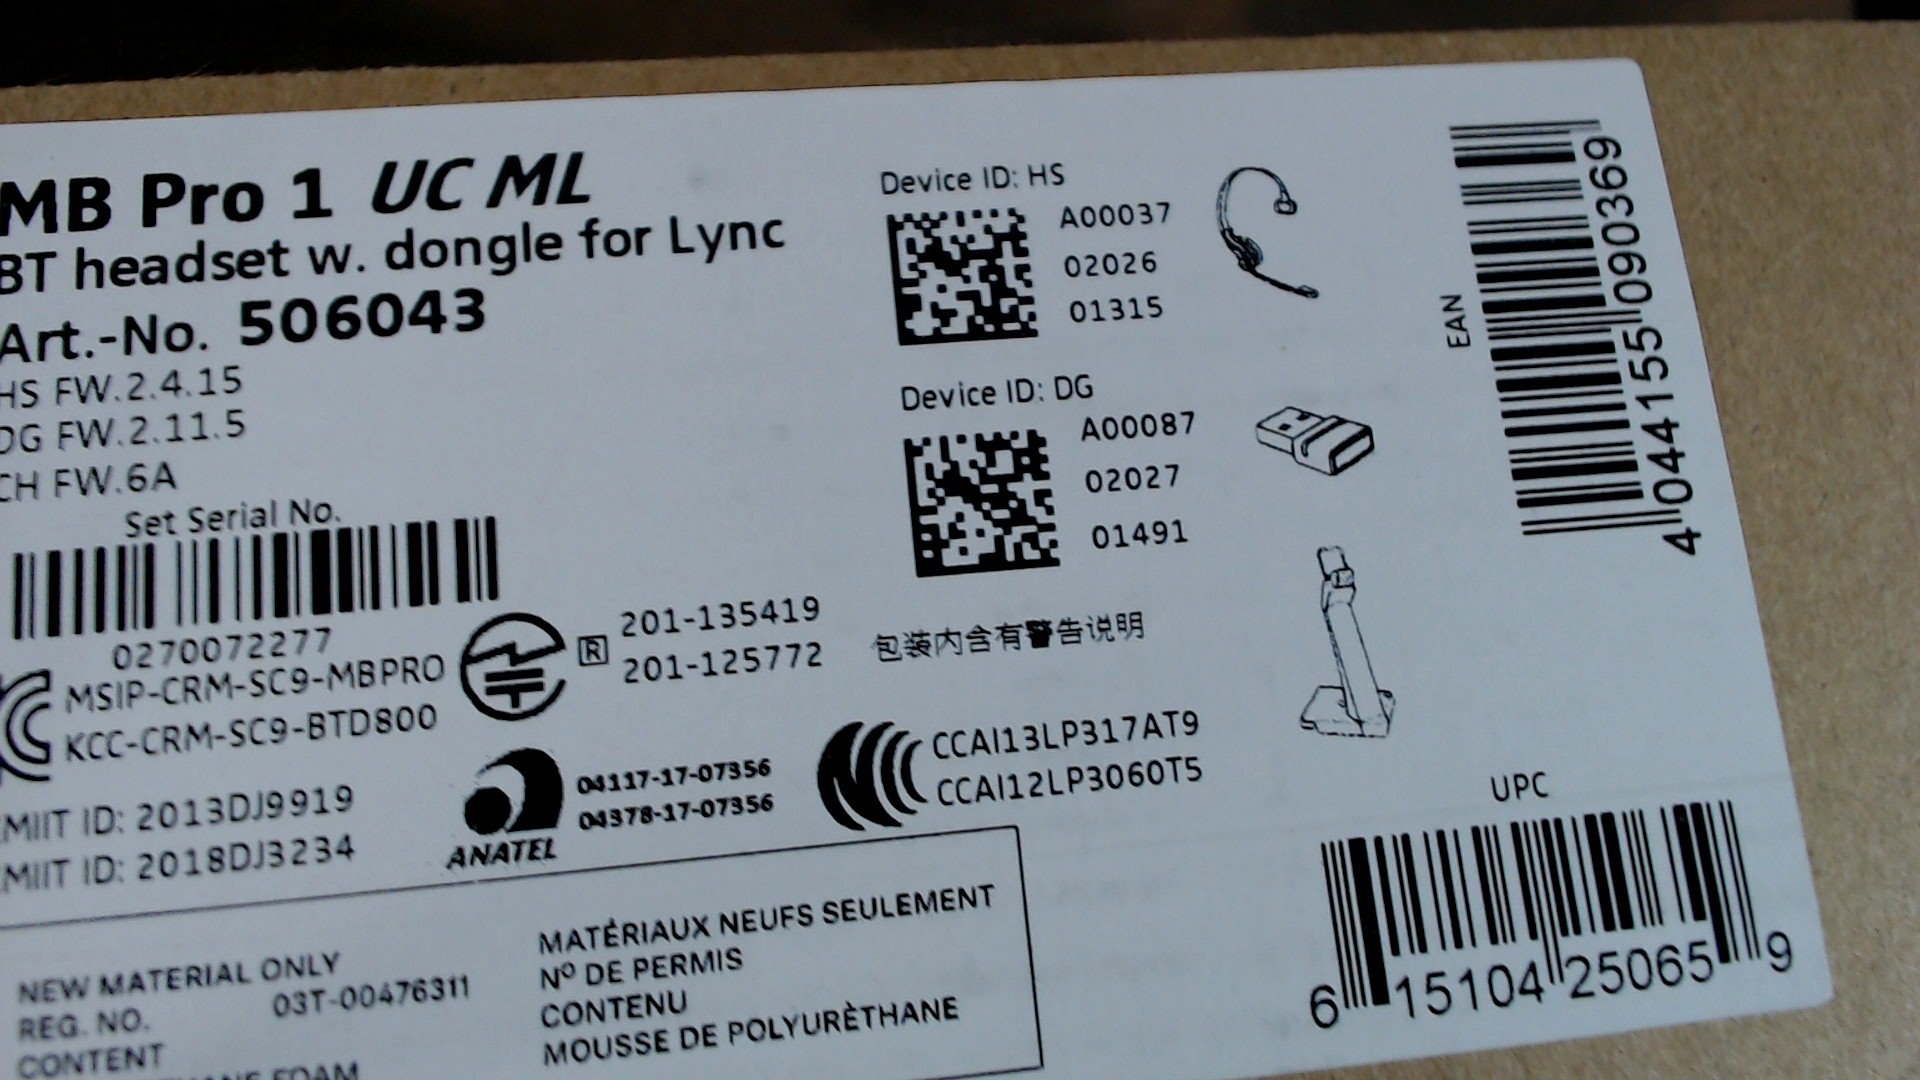 MB Pro 1 UC ML
BT headset w. dongle for Lync
Art.-No. 506043
HS FW.2.4.15
DG FW.2.11.5
CH FW.6A
Set Serial No.
0270072277
MSIP-CRM-SC9-MBPRO
KCC-CRM-SC9-BTD800
R 201-135419
201-125772
CMIIT ID: 2013DJ9919
CMIIT ID: 2018DJ3234
ANATEL
04117-17-07356
04378-17-07356
CCAI13LP317AT9
CCAI12LP3060T5
Device ID: HS
A00037
02026
01315
Device ID: DG
A00087
02027
01491
包装内含有警告说明
EAN
4 044155 090369
UPC
6 15104 25065 9
NEW MATERIAL ONLY
REG. NO. 03T-00476311
CONTENT
FOAM
MATÉRIAUX NEUFS SEULEMENT
Nº DE PERMIS
CONTENU
MOUSSE DE POLYURÈTHANE